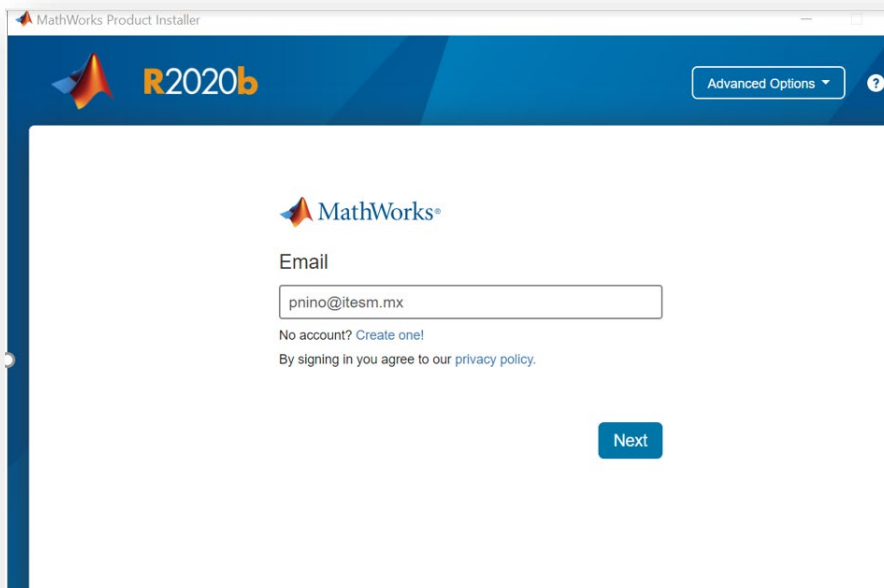 MathWorks Product Installer
R2020b
Advanced Options
?
MathWorks®
Email
pnino@itesm.mx
No account? Create one!
By signing in you agree to our privacy policy.
Next